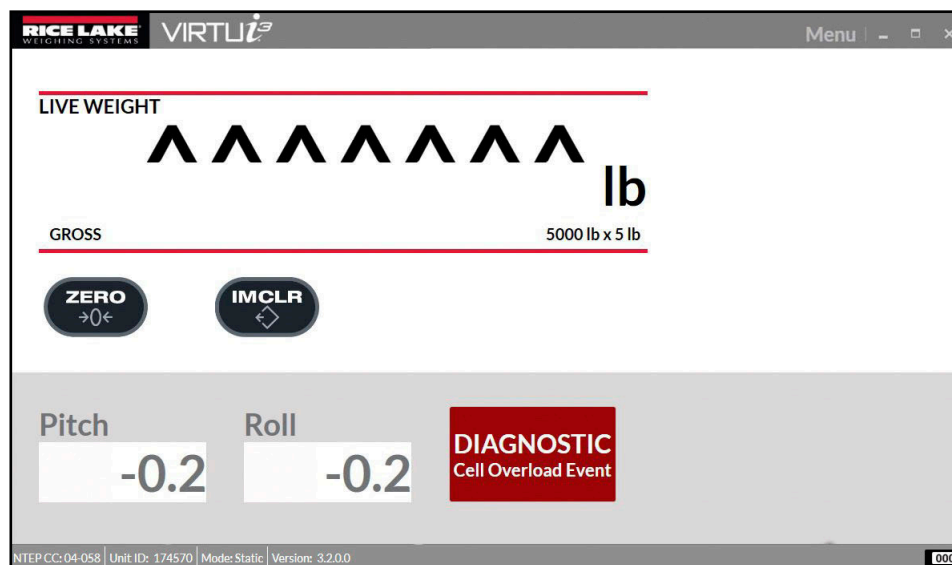 RICE LAKE
WEIGHING SYSTEMS
VIRTUi³
Menu
LIVE WEIGHT
^^^^^^^
lb
GROSS
5000 lb x 5 lb
ZERO
→0←
IMCLR
Pitch
Roll
-0.2
-0.2
DIAGNOSTIC
Cell Overload Event
NTEP CC: 04-058 | Unit ID: 174570 | Mode: Static | Version: 3.2.0.0
000